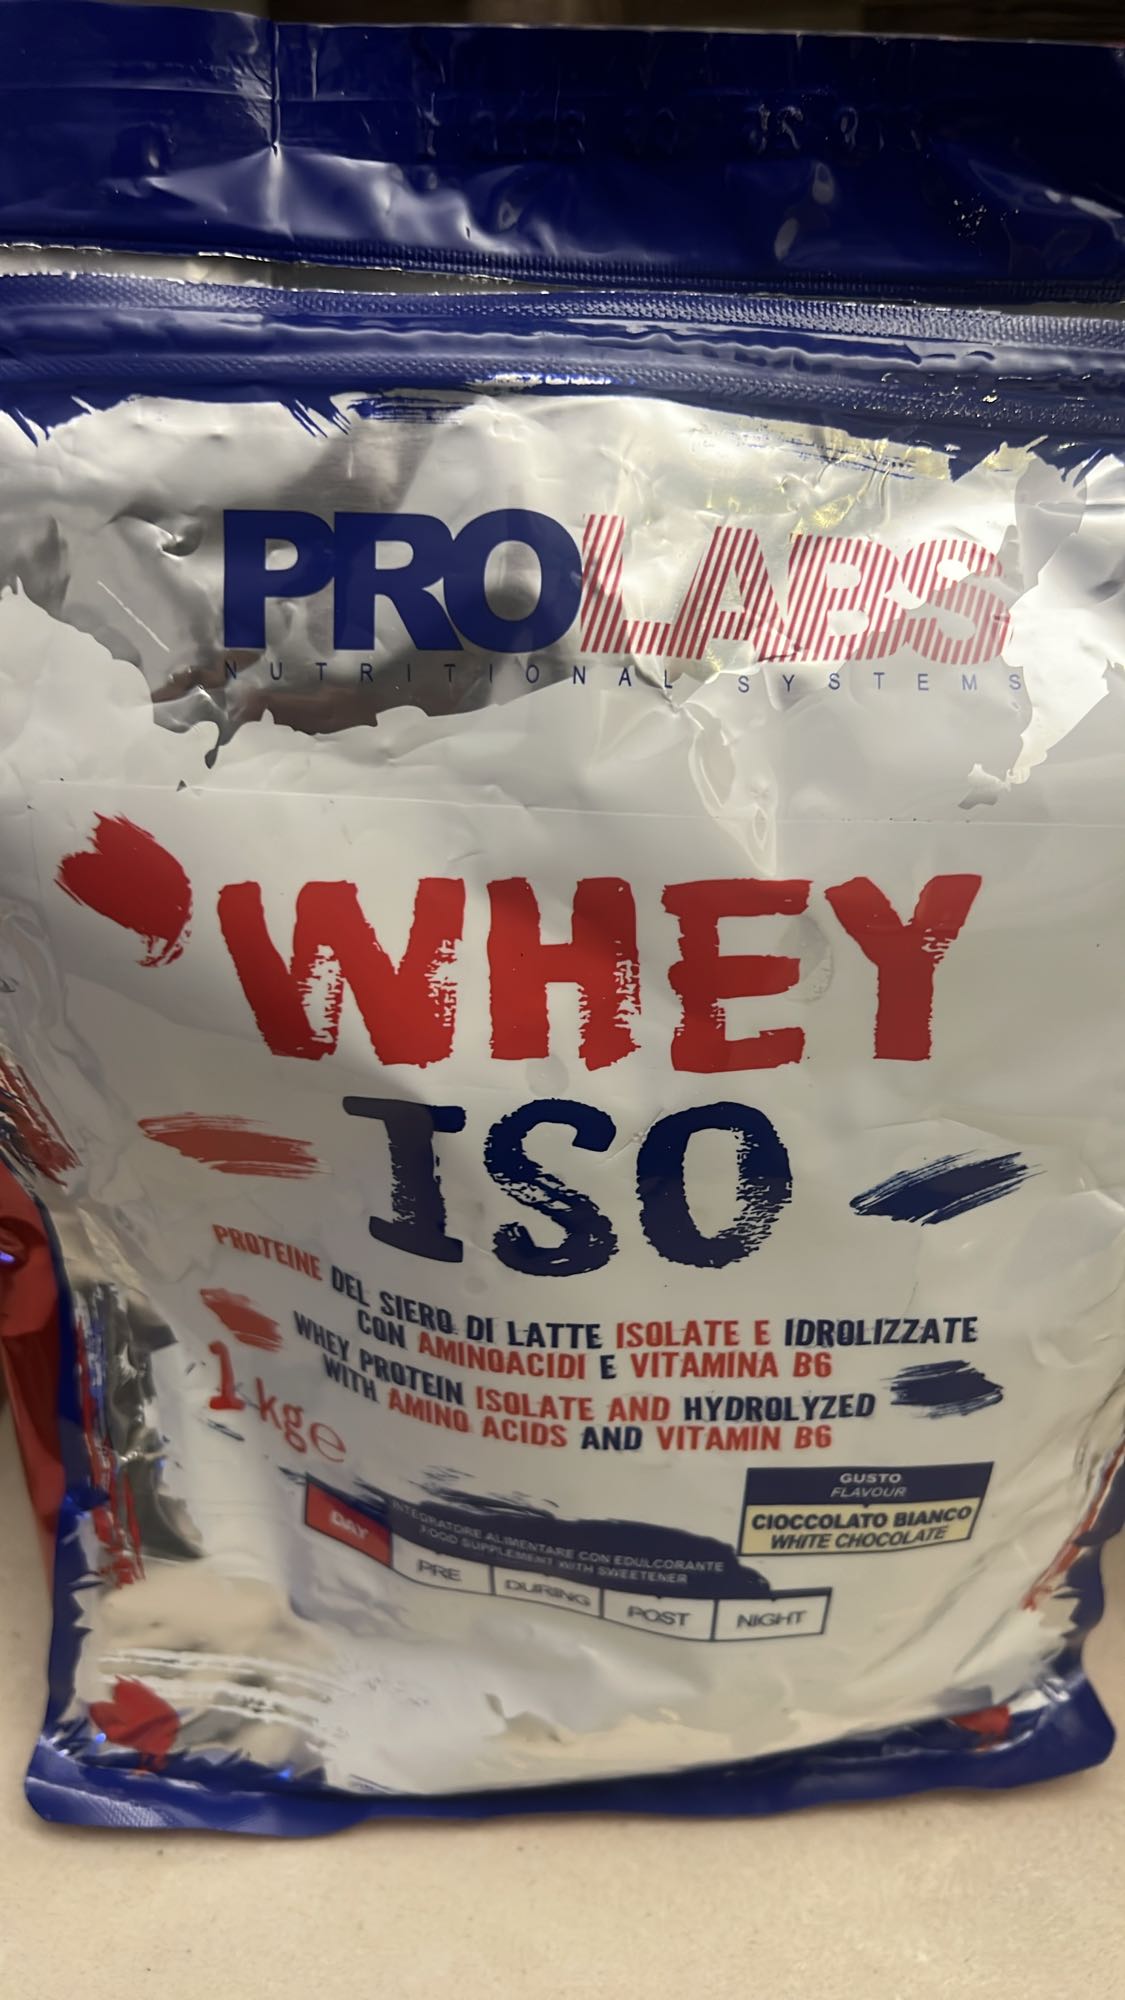 PROLABS
NUTRITIONAL SYSTEMS
WHEY
ISO
PROTEINE DEL SIERO DI LATTE ISOLATE E IDROLIZZATE
CON AMINOACIDI E VITAMINA B6
WHEY PROTEIN ISOLATE AND HYDROLYZED
WITH AMINO ACIDS AND VITAMIN B6
1 kg e
GUSTO
FLAVOUR
CIOCCOLATO BIANCO
WHITE CHOCOLATE
INTEGRATORE ALIMENTARE CON EDULCORANTE
FOOD SUPPLEMENT WITH SWEETENER
DAY PRE DURING POST NIGHT